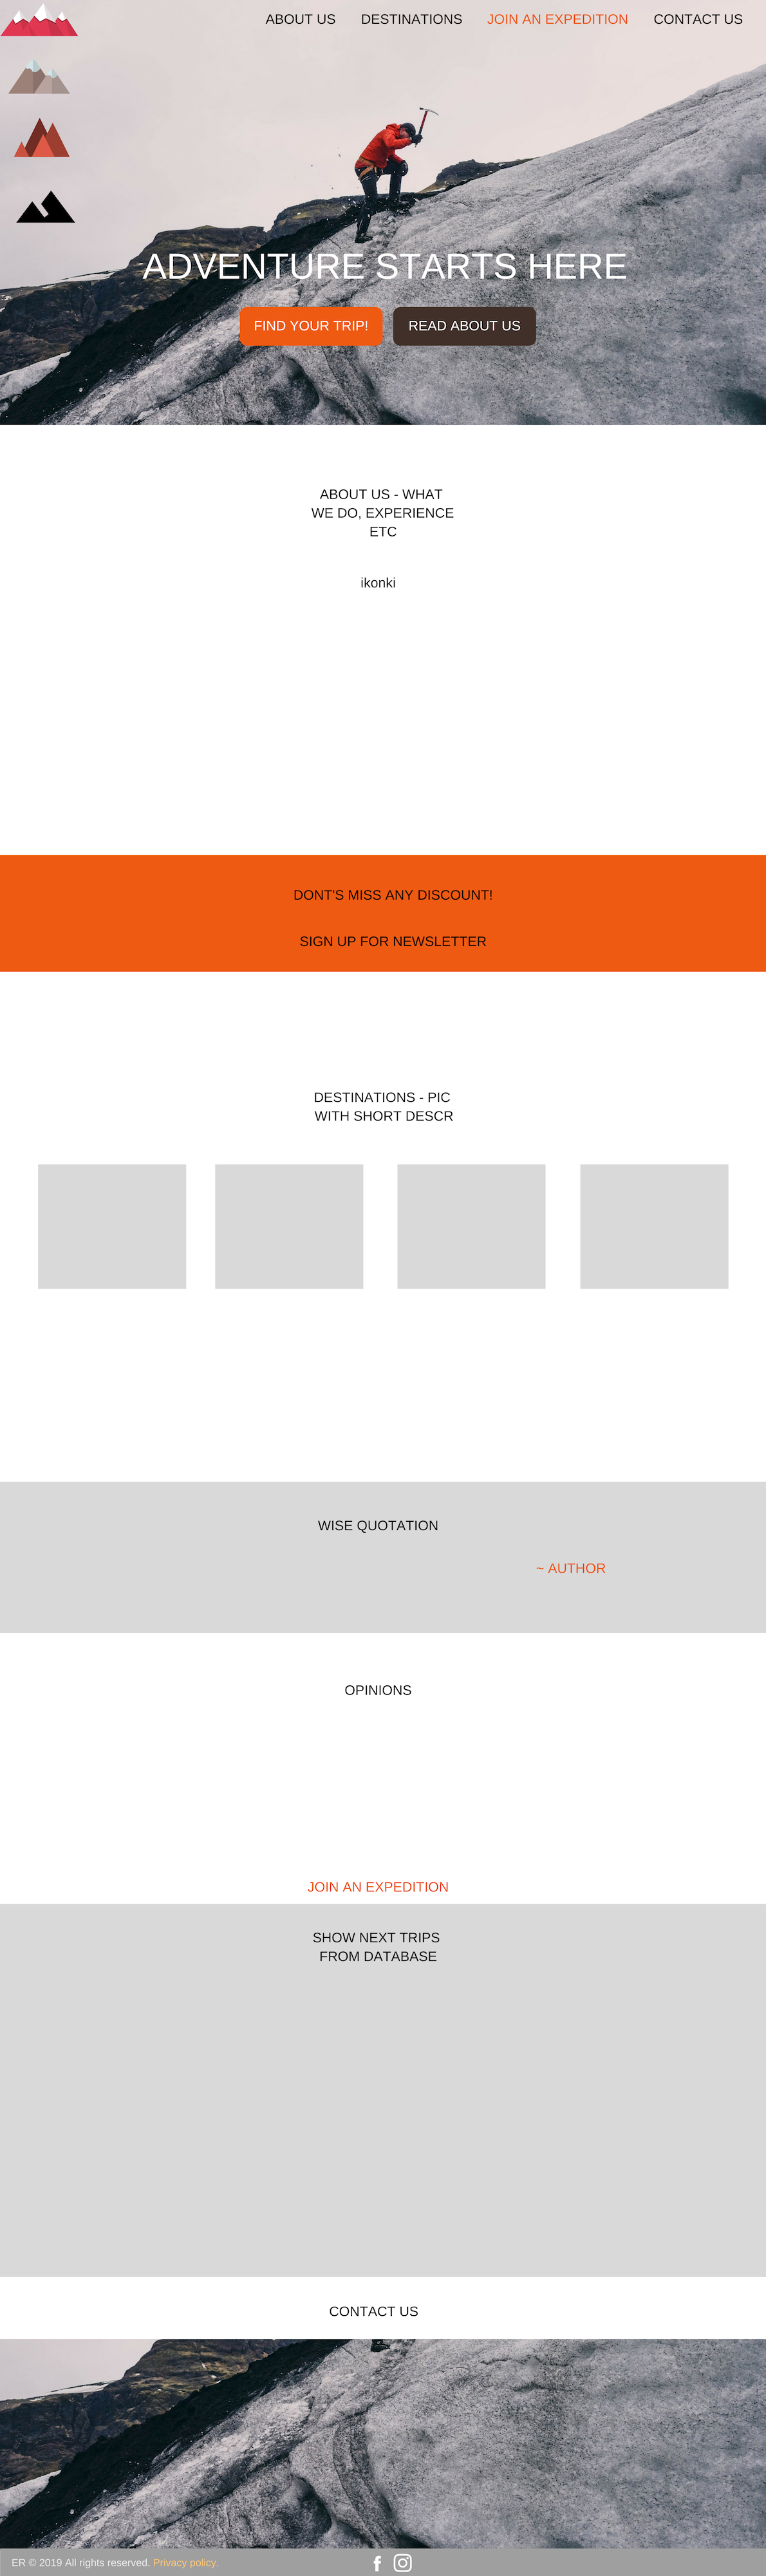 ABOUT US DESTINATIONS JOIN AN EXPEDITION CONTACT US
ADVENTURE STARTS HERE
FIND YOUR TRIP! READ ABOUT US
ABOUT US - WHAT
WE DO, EXPERIENCE
ETC
ikonki
DONT'S MISS ANY DISCOUNT!
SIGN UP FOR NEWSLETTER
DESTINATIONS - PIC
WITH SHORT DESCR
WISE QUOTATION
~ AUTHOR
OPINIONS
JOIN AN EXPEDITION
SHOW NEXT TRIPS
FROM DATABASE
CONTACT US
ER © 2019 All rights reserved. Privacy policy.